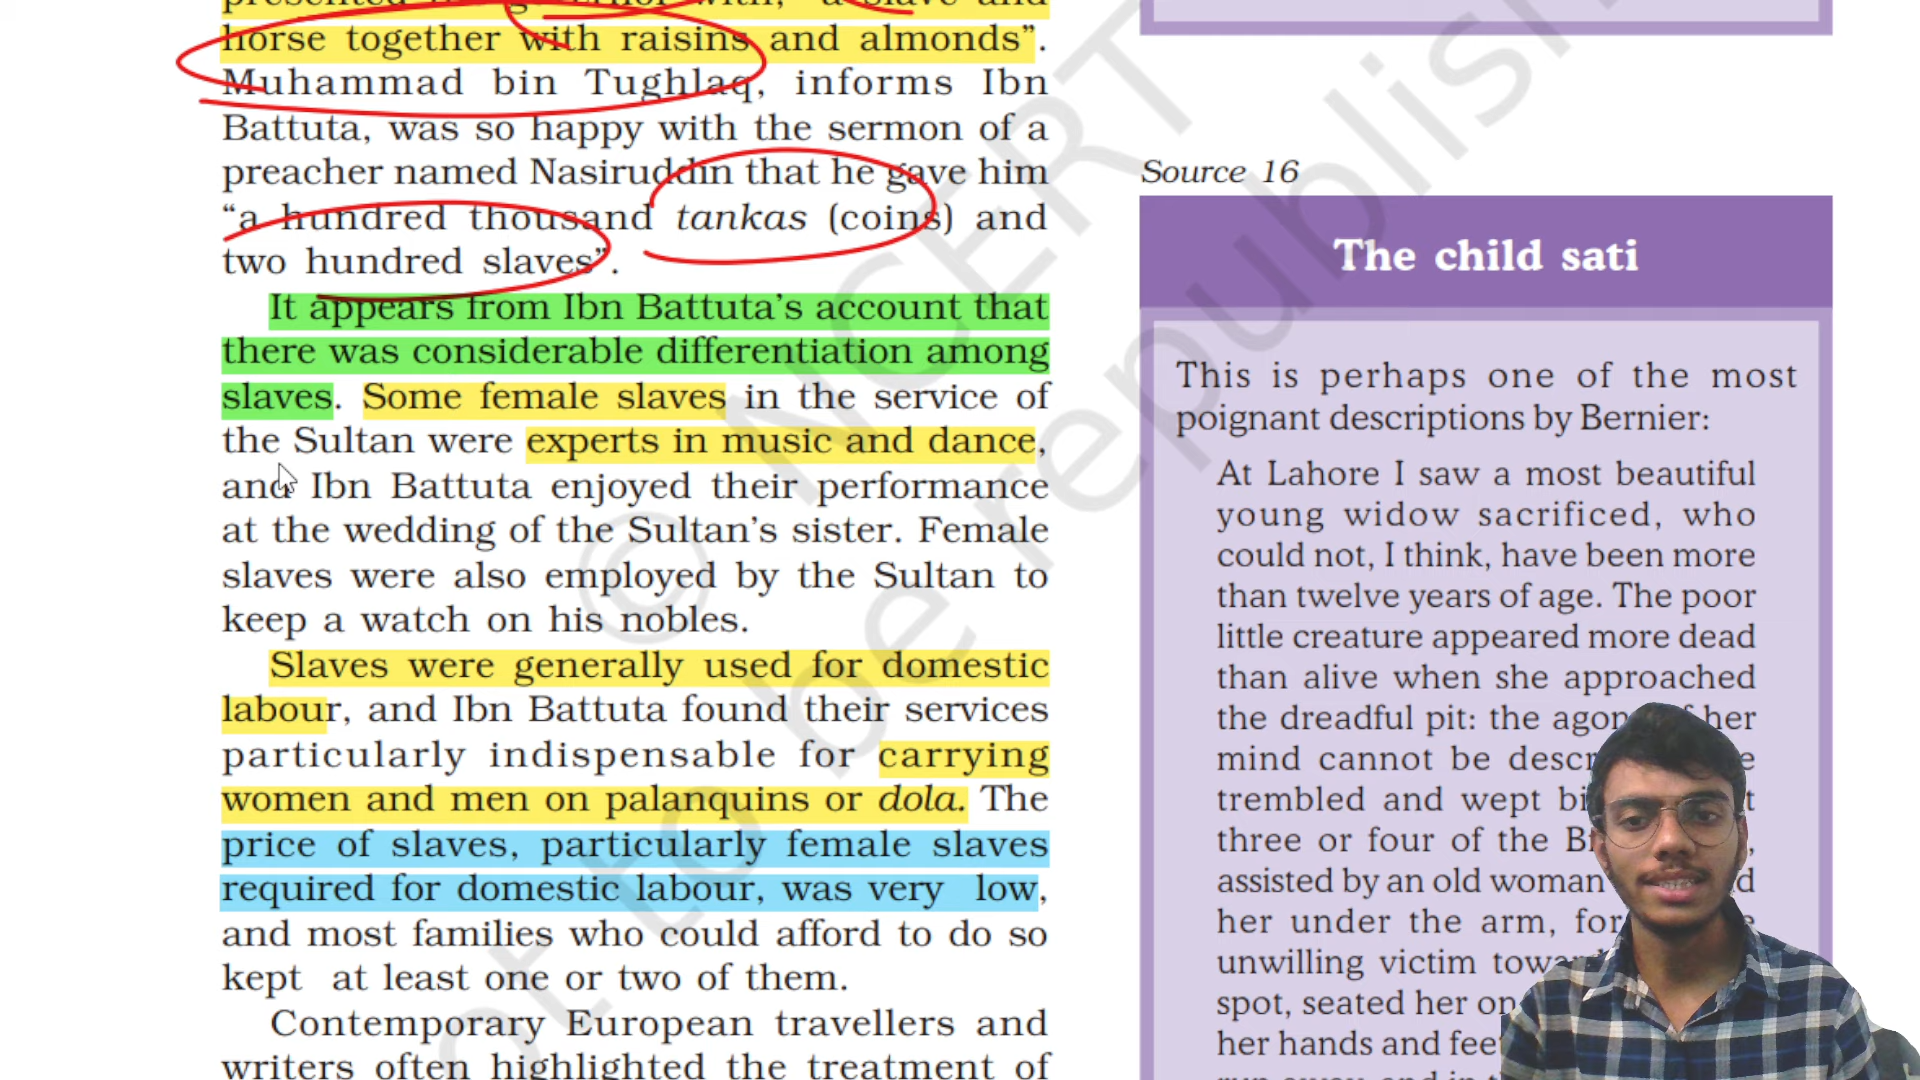 horse together with raisins and almonds”.
Muhammad bin Tughlaq, informs Ibn
Battuta, was so happy with the sermon of a
preacher named Nasiruddin that he gave him
“a hundred thousand tankas (coins) and
two hundred slaves”.
It appears from Ibn Battuta’s account that
there was considerable differentiation among
slaves. Some female slaves in the service of
the Sultan were experts in music and dance,
and Ibn Battuta enjoyed their performance
at the wedding of the Sultan’s sister. Female
slaves were also employed by the Sultan to
keep a watch on his nobles.
Slaves were generally used for domestic
labour, and Ibn Battuta found their services
particularly indispensable for carrying
women and men on palanquins or dola. The
price of slaves, particularly female slaves
required for domestic labour, was very low,
and most families who could afford to do so
kept at least one or two of them.
Contemporary European travellers and
writers often highlighted the treatment of
Source 16
The child sati
This is perhaps one of the most
poignant descriptions by Bernier:
At Lahore I saw a most beautiful
young widow sacrificed, who
could not, I think, have been more
than twelve years of age. The poor
little creature appeared more dead
than alive when she approached
the dreadful pit: the agony of her
mind cannot be
trembled and wept
three or four of the
assisted by an old woman
her under the arm,
unwilling victim
spot, seated her on
her hands and
© NCERT
not to be republished